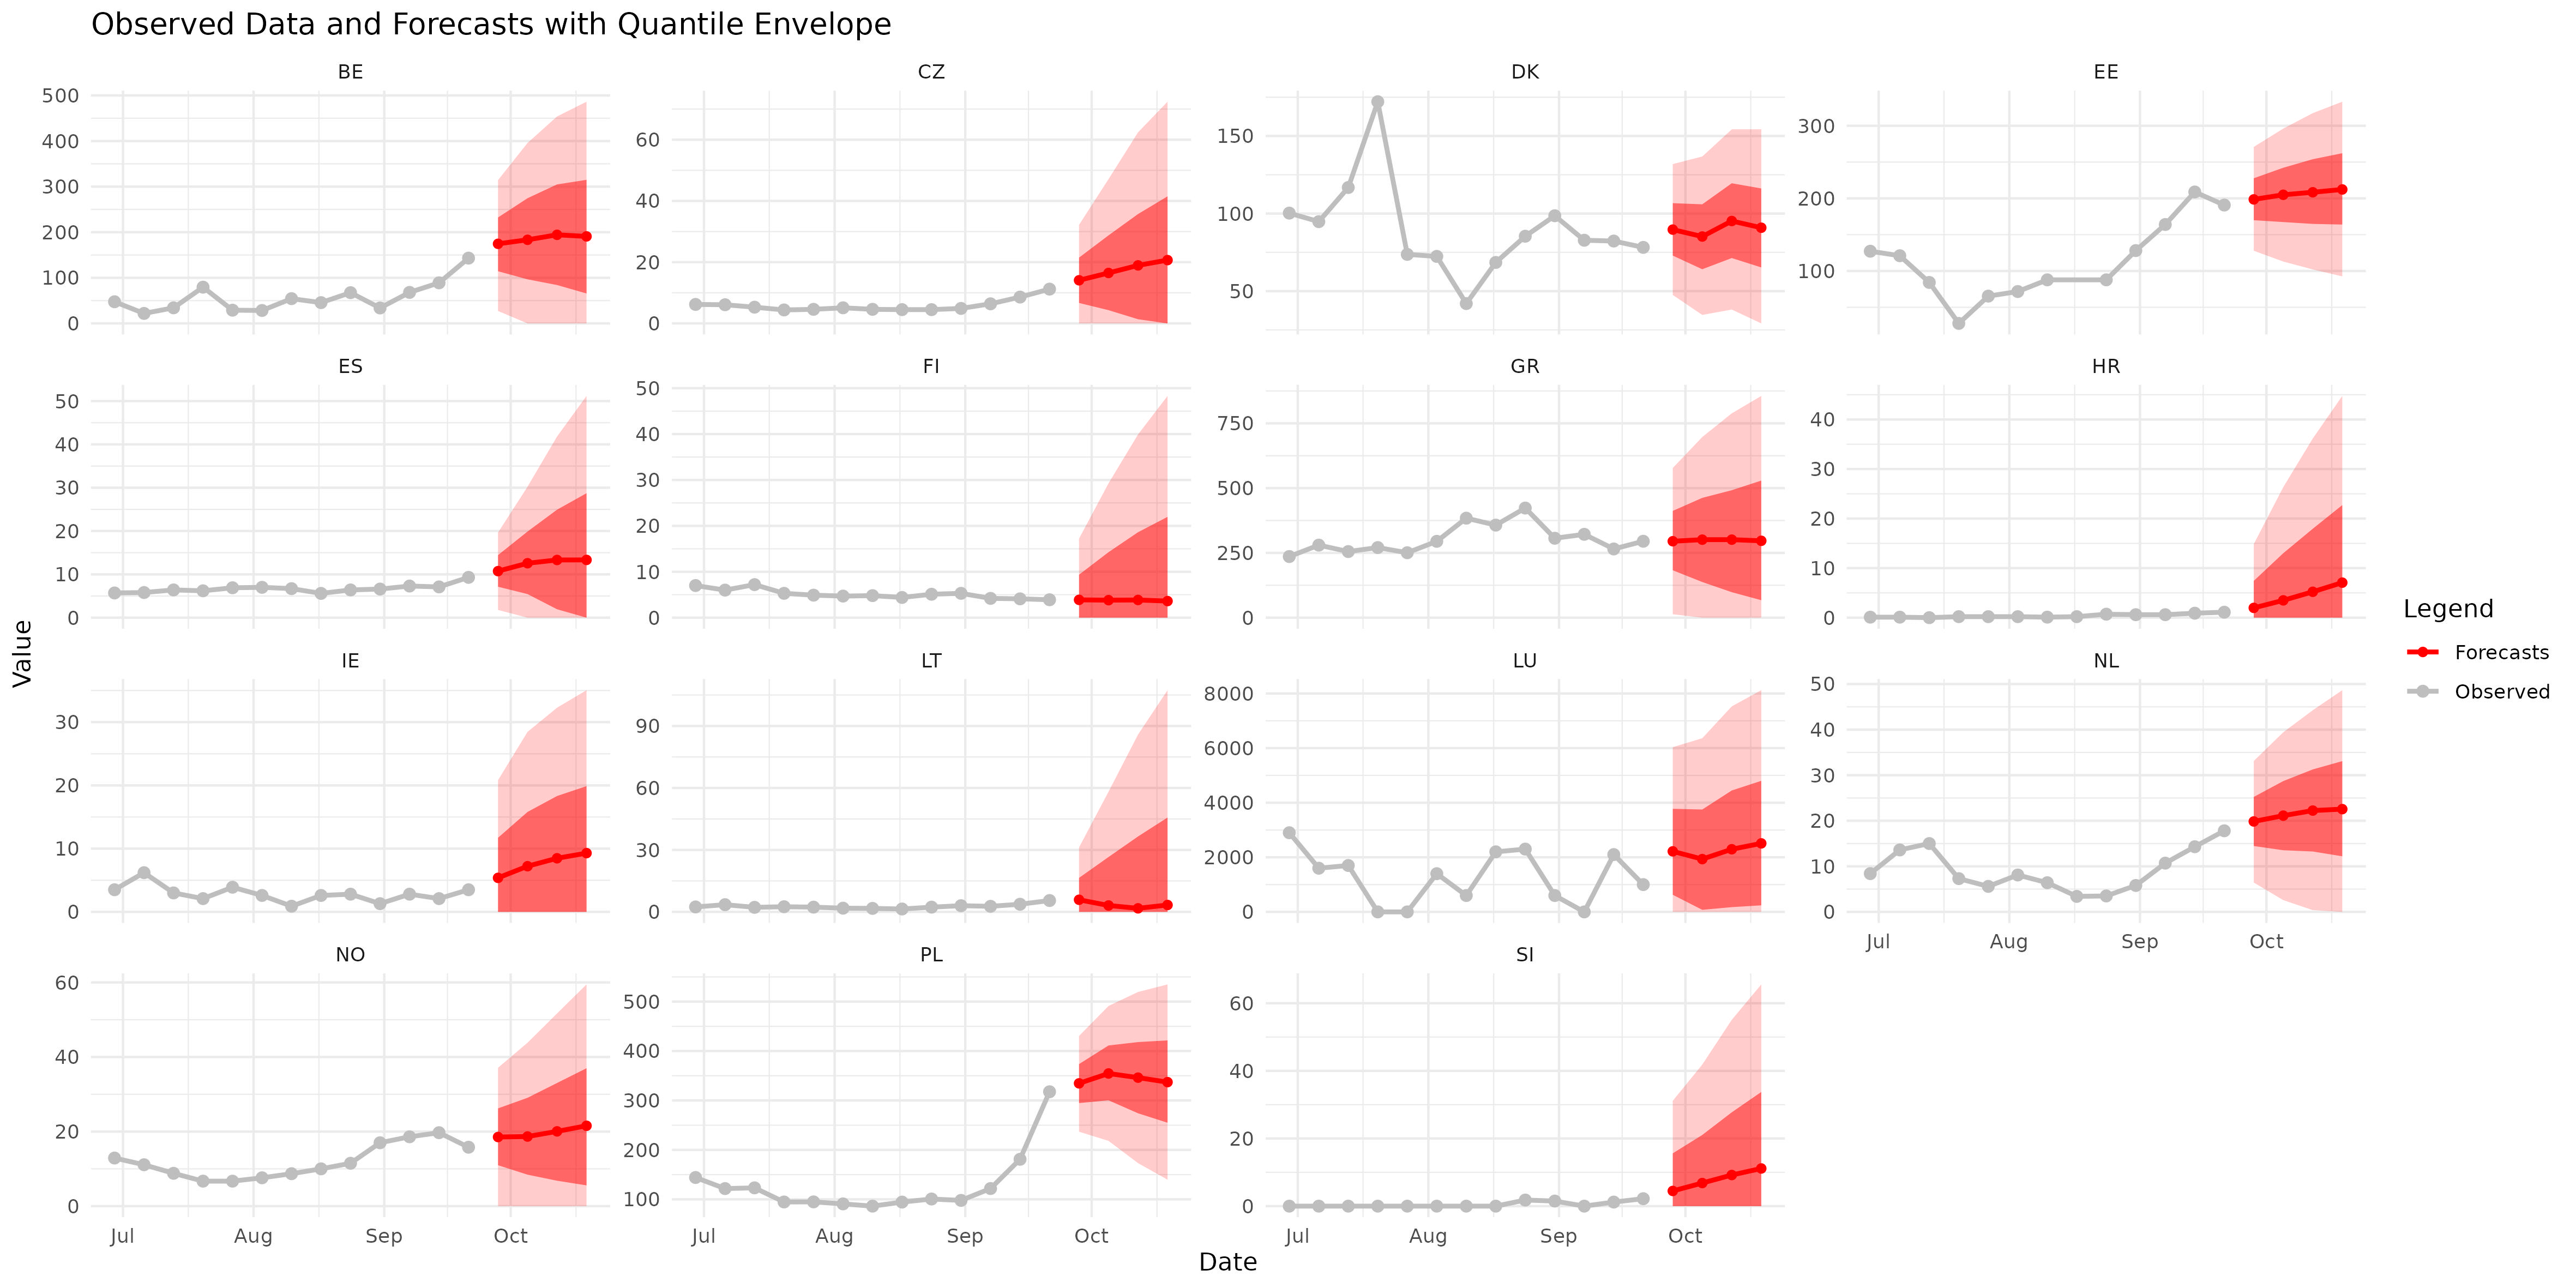 Observed Data and Forecasts with Quantile Envelope
BE
CZ
DK
EE
500
400
300
200
100
0
60
40
20
0
150
100
50
300
200
100
ES
FI
GR
HR
50
40
30
20
10
0
50
40
30
20
10
0
750
500
250
0
40
30
20
10
0
IE
LT
LU
NL
30
20
10
0
90
60
30
0
8000
6000
4000
2000
0
50
40
30
20
10
0
Jul
Aug
Sep
Oct
NO
PL
SI
60
40
20
0
500
400
300
200
100
60
40
20
0
Jul
Aug
Sep
Oct
Jul
Aug
Sep
Oct
Jul
Aug
Sep
Oct
Value
Date
Legend
Forecasts
Observed